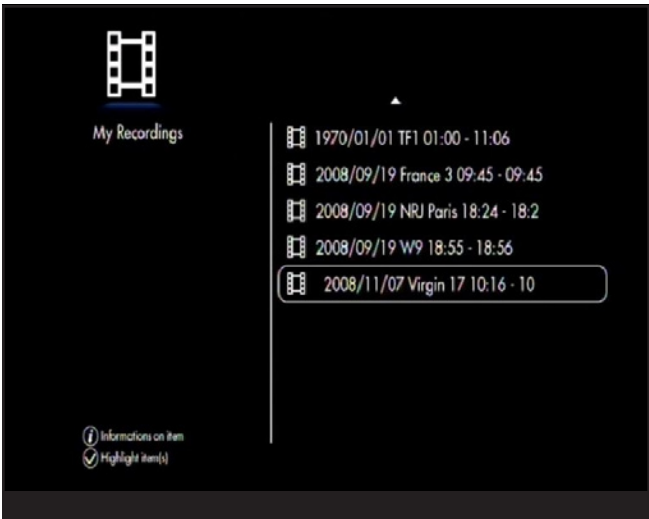 My Recordings
1970/01/01 TF1 01:00 - 11:06
2008/09/19 France 3 09:45 - 09:45
2008/09/19 NRJ Paris 18:24 - 18:2
2008/09/19 W9 18:55 - 18:56
2008/11/07 Virgin 17 10:16 - 10
Informations on item
Highlight item(s)